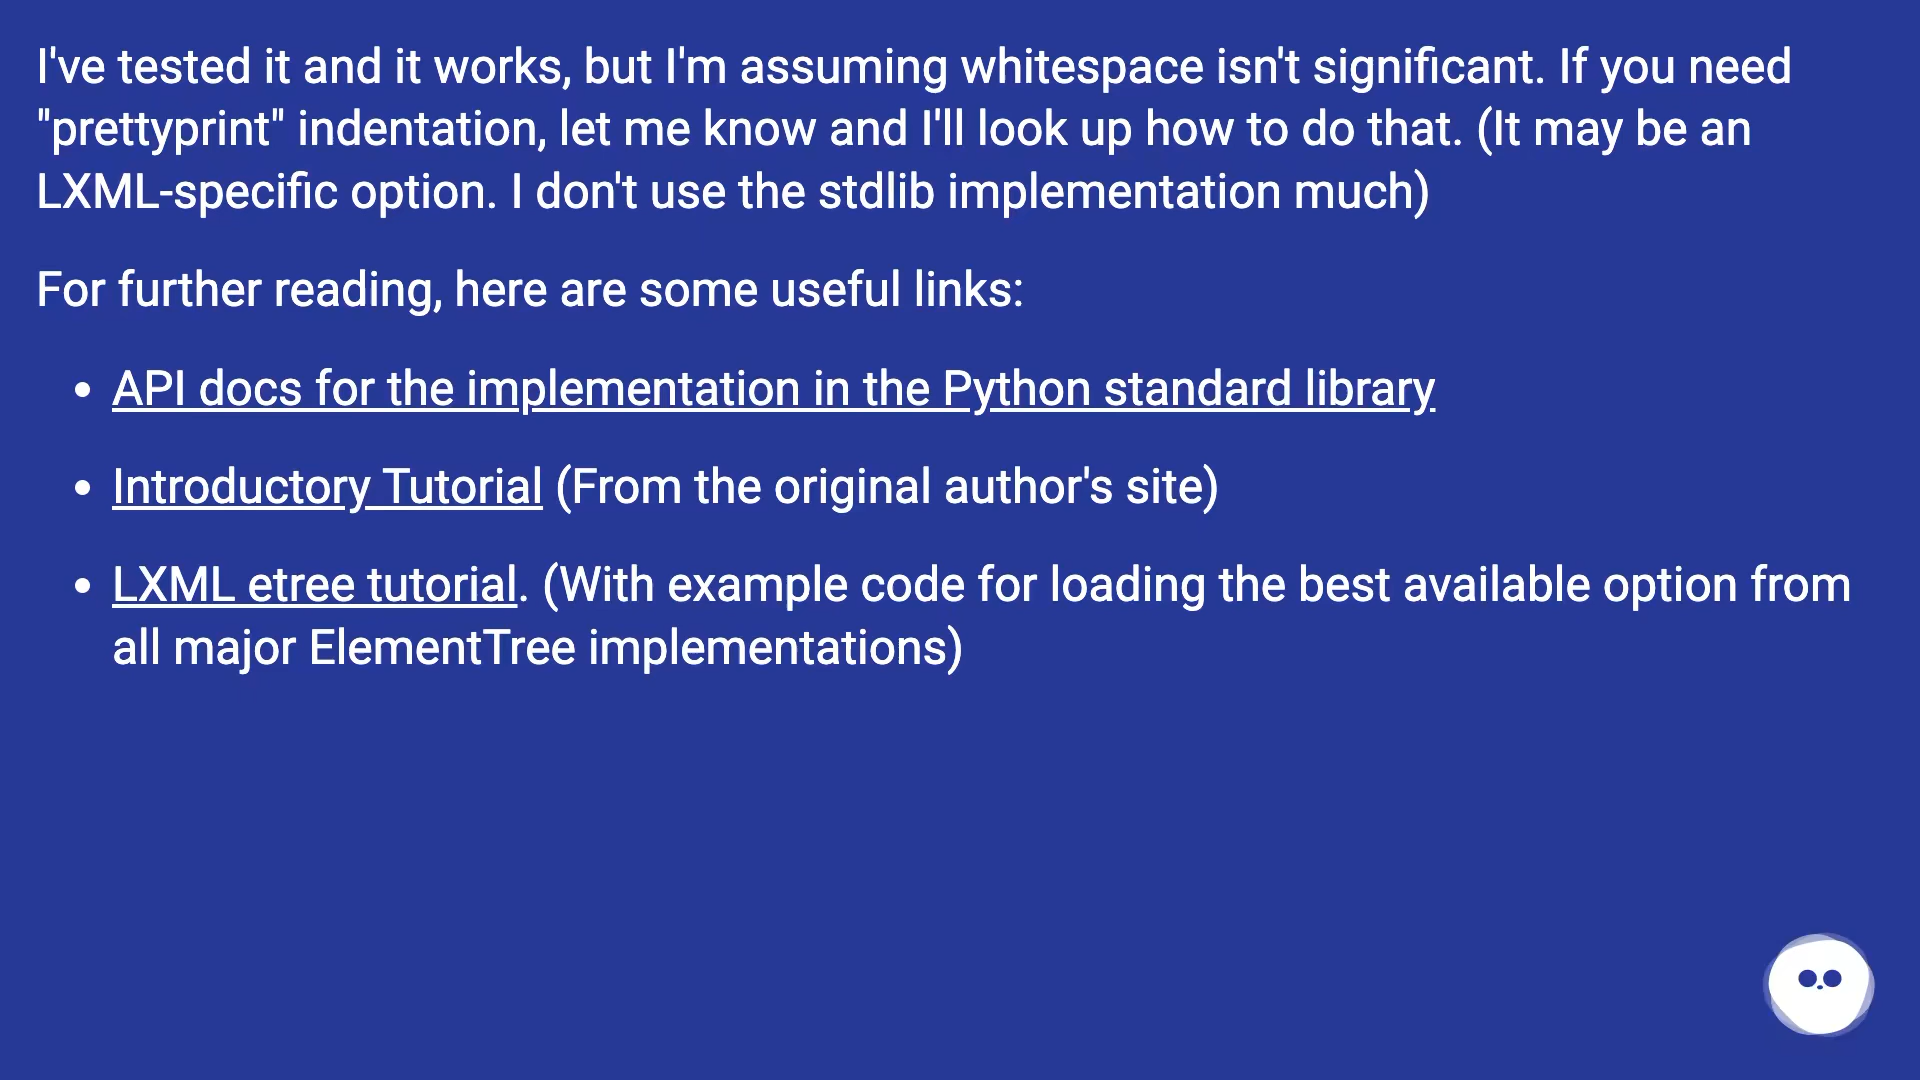 I've tested it and it works, but I'm assuming whitespace isn't significant. If you need
"prettyprint" indentation, let me know and I'll look up how to do that. (It may be an
LXML-specific option. I don't use the stdlib implementation much)
For further reading, here are some useful links:
• API docs for the implementation in the Python standard library
• Introductory Tutorial (From the original author's site)
• LXML etree tutorial. (With example code for loading the best available option from
all major ElementTree implementations)